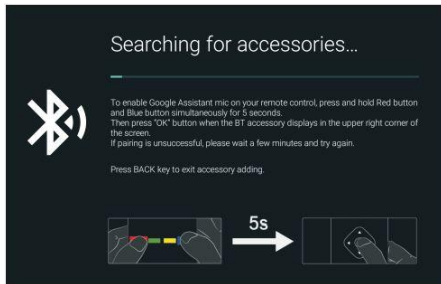 Searching for accessories...
To enable Google Assistant mic on your remote control, press and hold Red button
and Blue button simultaneously for 5 seconds.
Then press "OK" button when the BT accessory displays in the upper right corner of
the screen.
If pairing is unsuccessful, please wait a few minutes and try again.
Press BACK key to exit accessory adding.
5s